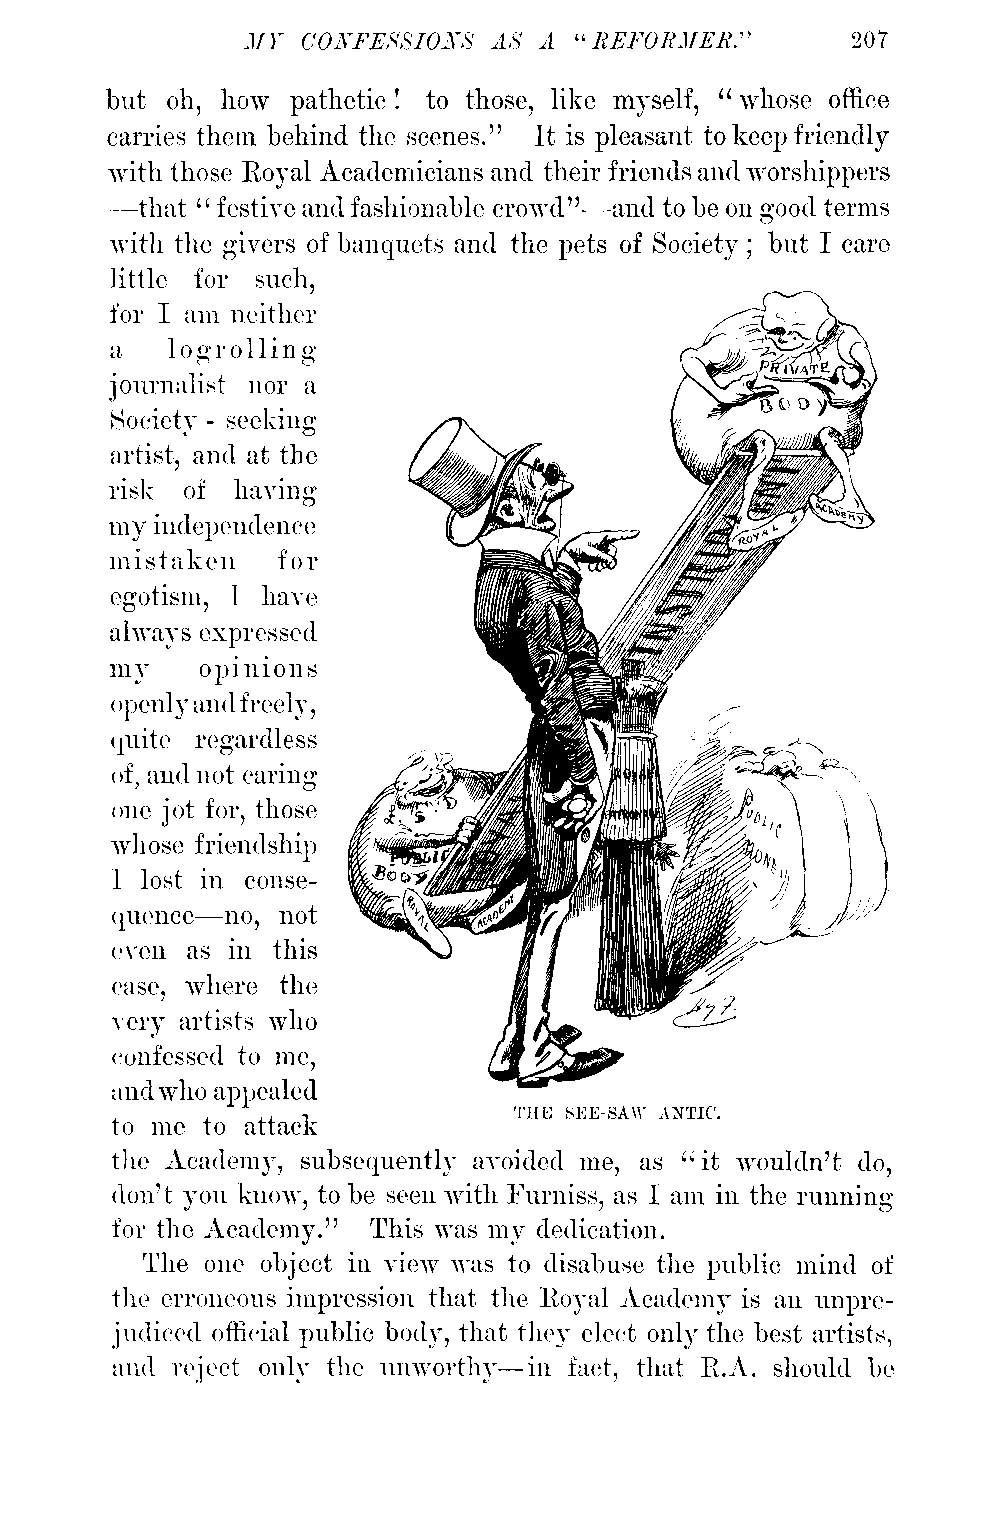 MY CONFESSIONS AS A “REFORMER.” 207
but oh, how pathetic! to those, like myself, “whose office
carries them behind the scenes.” It is pleasant to keep friendly
with those Royal Academicians and their friends and worshippers
—that “festive and fashionable crowd”—and to be on good terms
with the givers of banquets and the pets of Society; but I care
little for such,
for I am neither
a logrolling
journalist nor a
Society-seeking
artist, and at the
risk of having
my independence
mistaken for
egotism, I have
always expressed
my opinions
openly and freely,
quite regardless
of, and not caring
one jot for, those
whose friendship
I lost in conse-
quence—no, not
even as in this
case, where the
very artists who
confessed to me,
and who appealed
to me to attack
PRIVATE
BODY
ROYAL
ACADEMY
PUBLIC
BODY
ROYAL
ACADEMY
PUBLIC
MONEY
Hy F.
THE SEE-SAW ANTIC.
the Academy, subsequently avoided me, as “it wouldn’t do,
don’t you know, to be seen with Furniss, as I am in the running
for the Academy.” This was my dedication.
The one object in view was to disabuse the public mind of
the erroneous impression that the Royal Academy is an unpre-
judiced official public body, that they elect only the best artists,
and reject only the unworthy—in fact, that R.A. should be